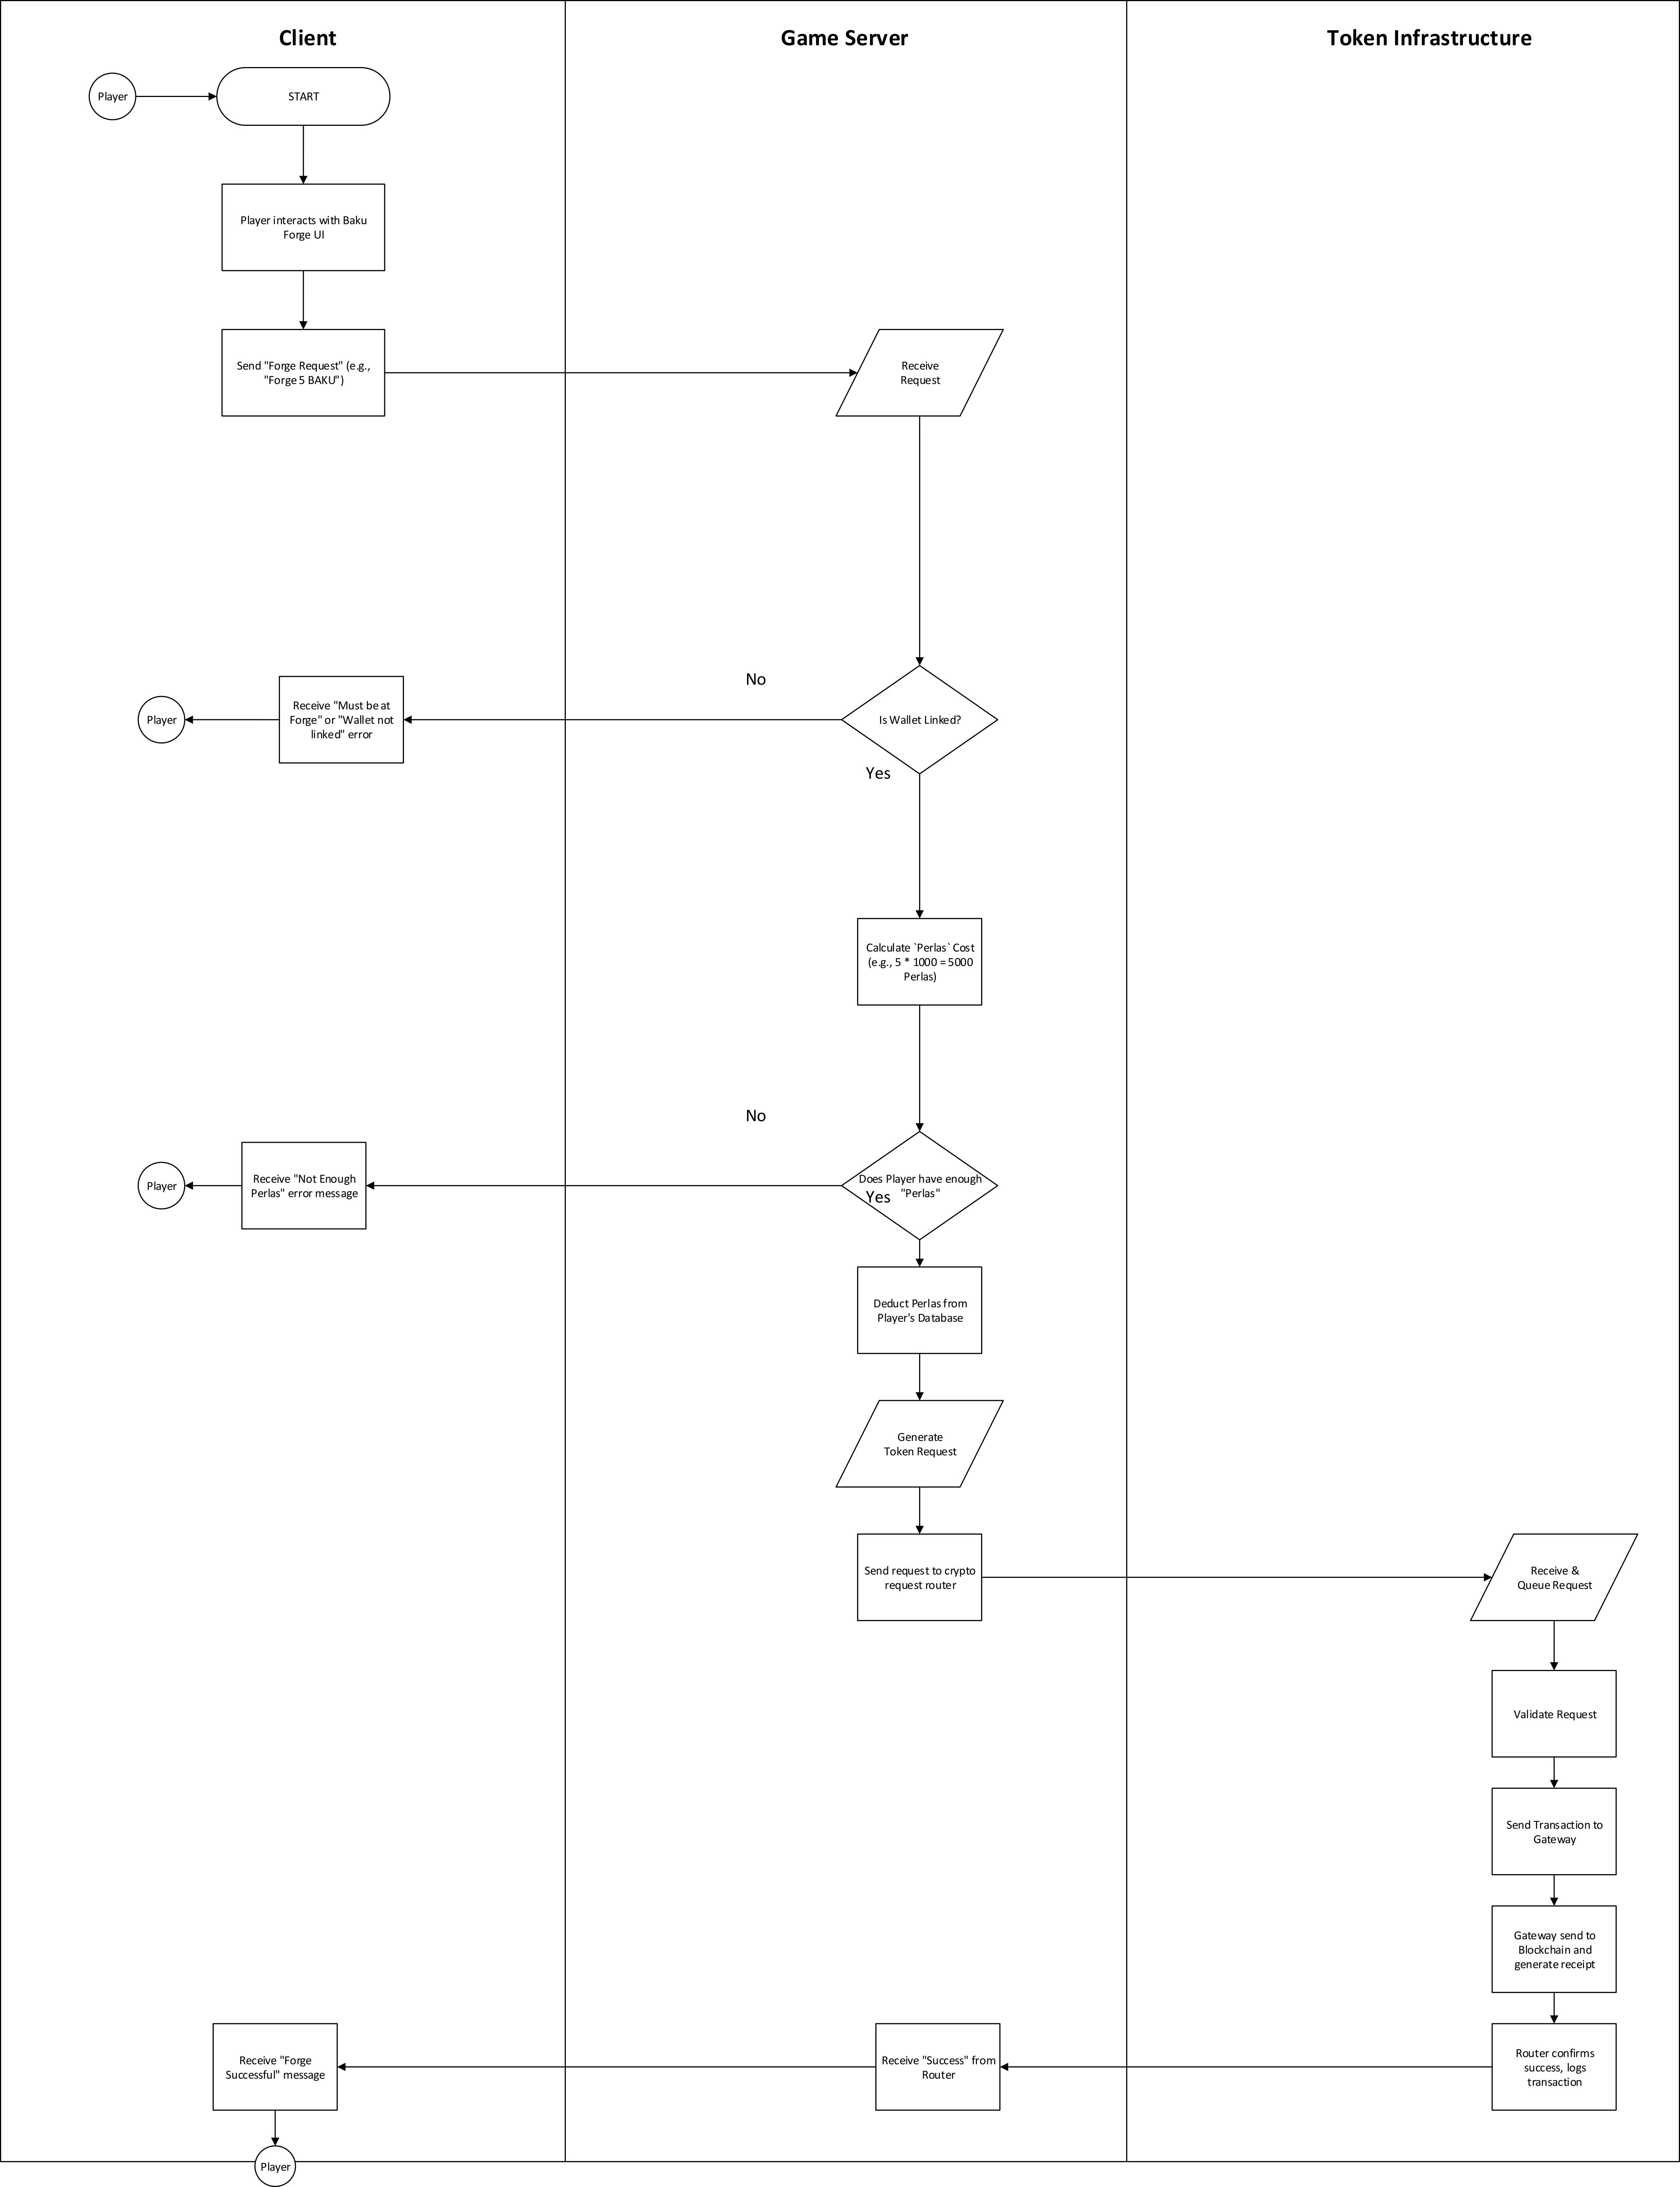 Client
Game Server
Token Infrastructure
Player
START
Player interacts with Baku
Forge UI
Send "Forge Request" (e.g.,
"Forge 5 BAKU")
Receive
Request
No
Player
Receive "Must be at
Forge" or "Wallet not
linked" error
Is Wallet Linked?
Yes
Calculate `Perlas` Cost
(e.g., 5 * 1000 = 5000
Perlas)
No
Player
Receive "Not Enough
Perlas" error message
Does Player have enough
"Perlas"
Yes
Deduct Perlas from
Player's Database
Generate
Token Request
Send request to crypto
request router
Receive &
Queue Request
Validate Request
Send Transaction to
Gateway
Gateway send to
Blockchain and
generate receipt
Receive "Forge
Successful" message
Receive "Success" from
Router
Router confirms
success, logs
transaction
Player